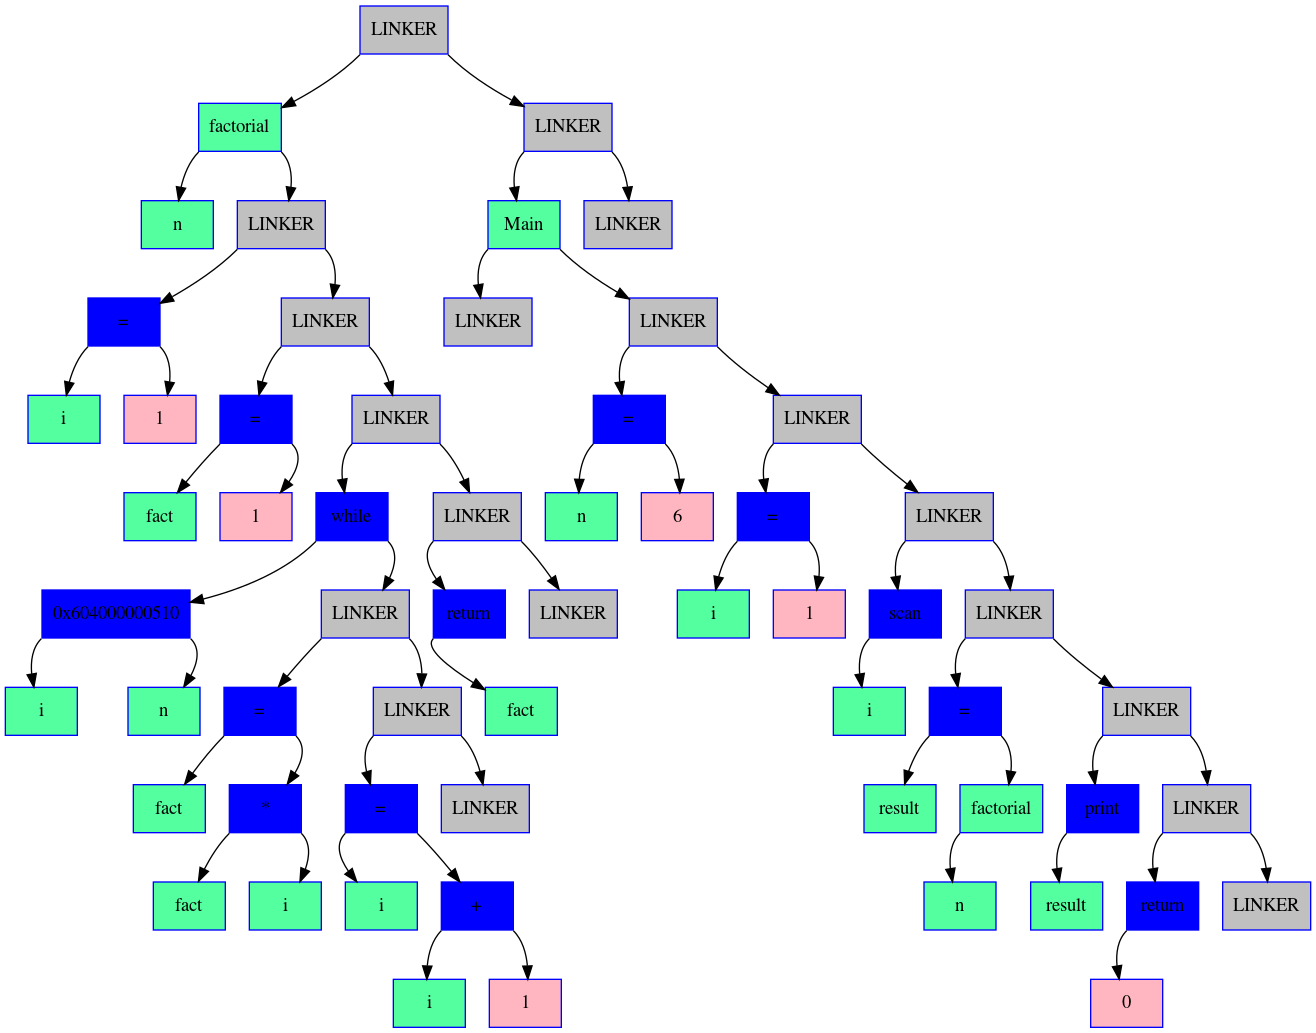 LINKER
factorial LINKER
n LINKER Main LINKER
= LINKER LINKER LINKER
i 1 = LINKER = LINKER
fact 1 while LINKER n 6 = LINKER
0x604000000510 LINKER return LINKER i 1 scan LINKER
i n = LINKER fact i = LINKER
fact * = LINKER result factorial print LINKER
fact i i + n result return LINKER
i 1 0